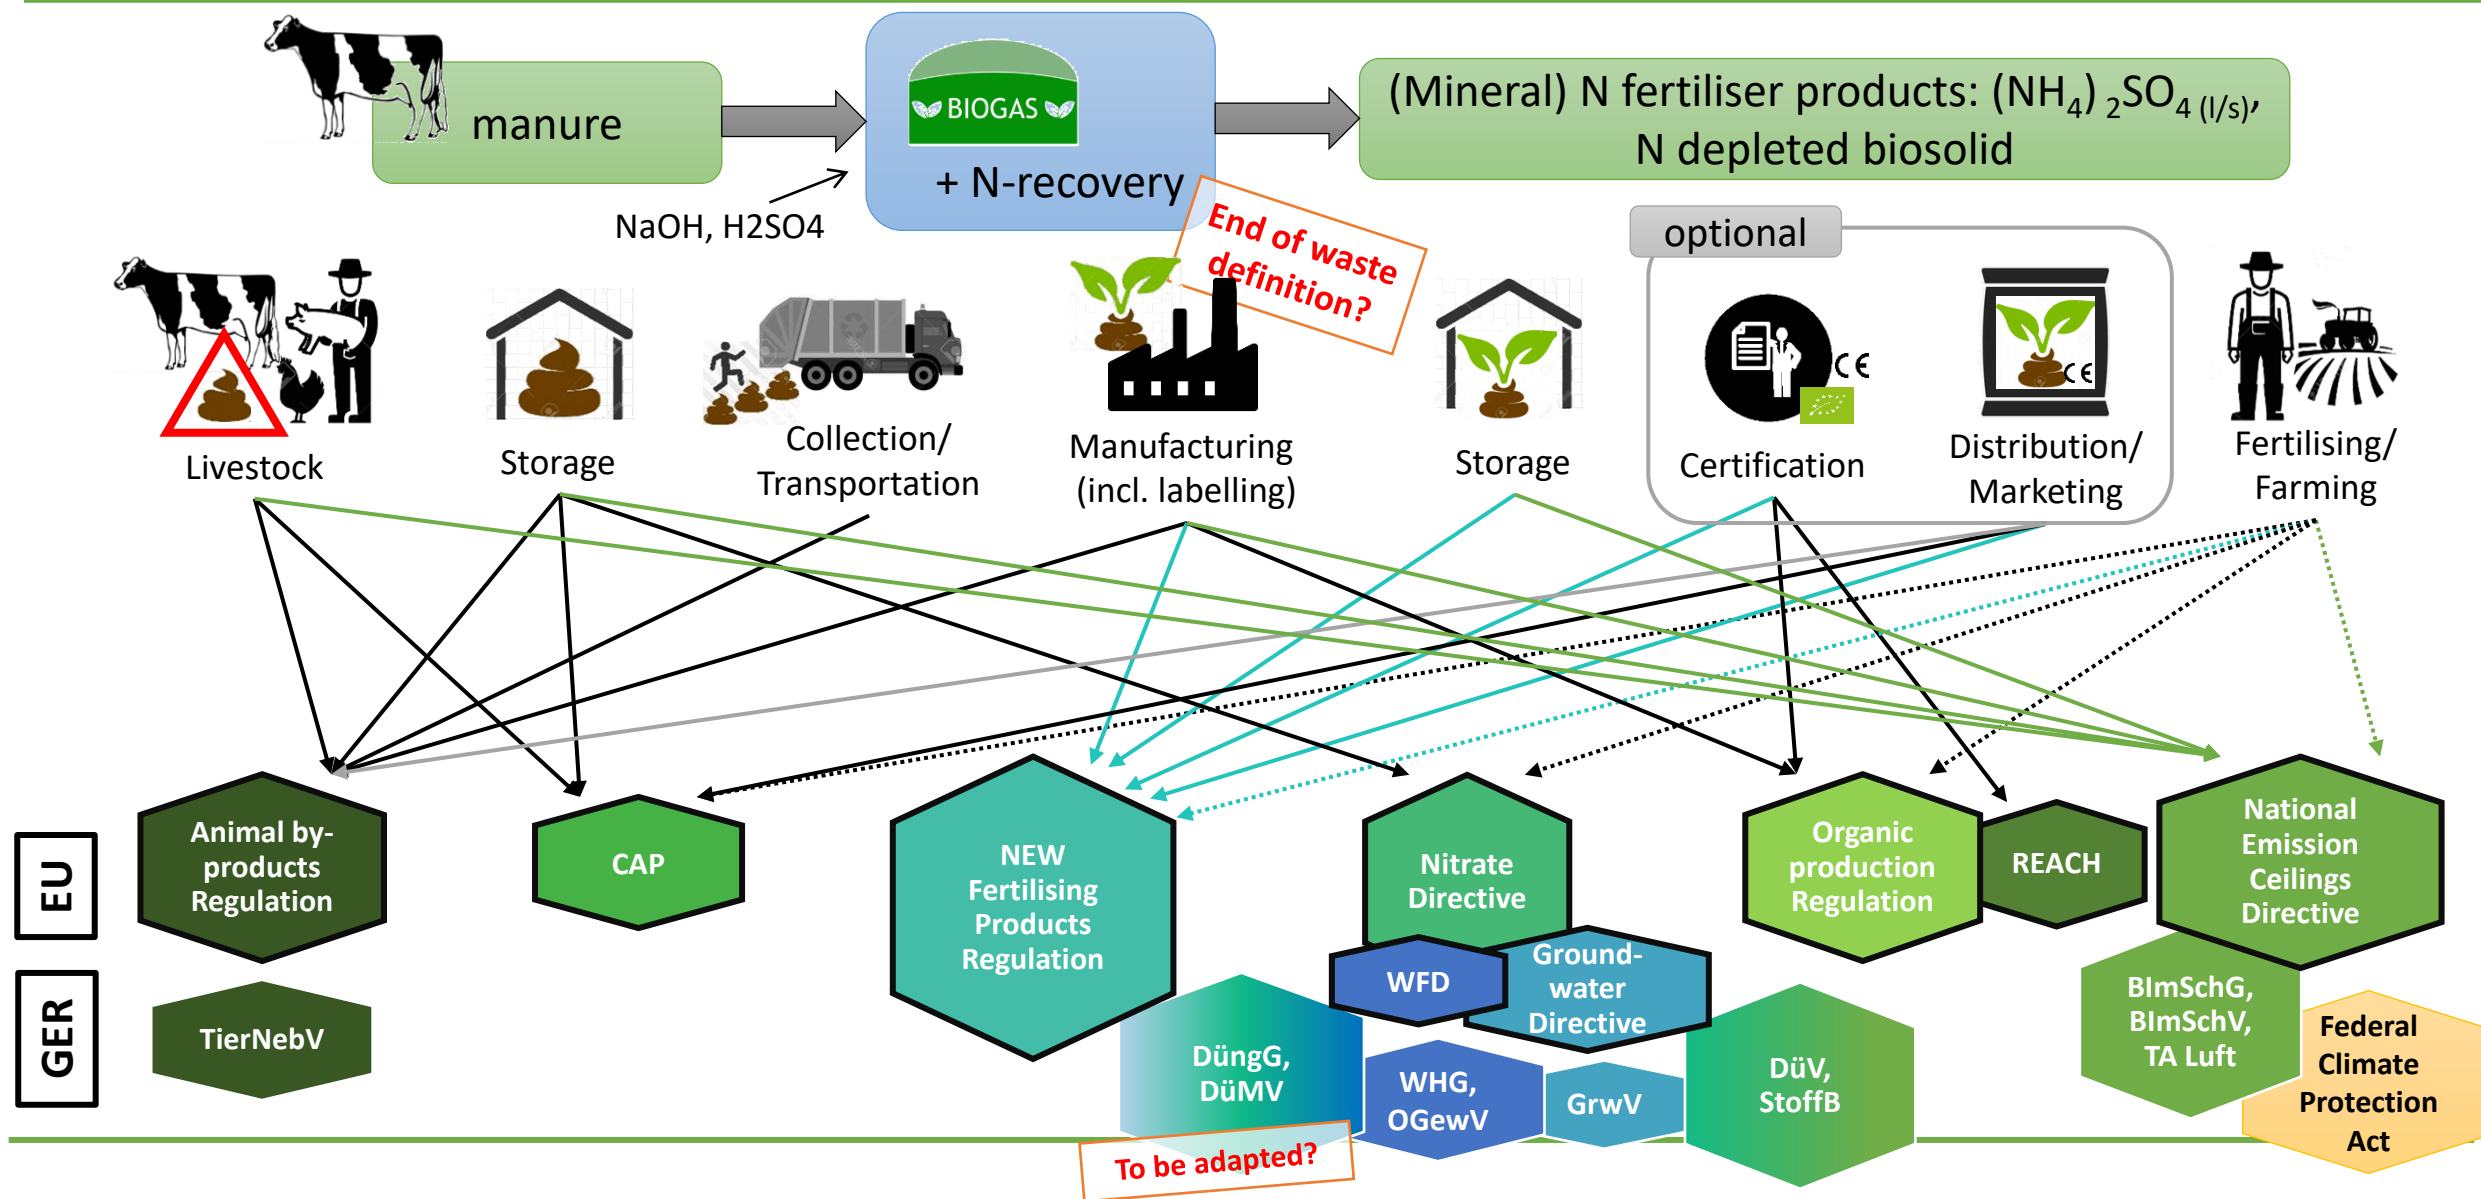 manure
BIOGAS
+ N-recovery
(Mineral) N fertiliser products: (NH₄) ₂SO₄ (l/s),
N depleted biosolid
NaOH, H2SO4
End of waste
definition?
optional
CE
CE
Livestock
Storage
Collection/
Transportation
Manufacturing
(incl. labelling)
Storage
Certification
Distribution/
Marketing
Fertilising/
Farming
EU
Animal by-
products
Regulation
CAP
NEW
Fertilising
Products
Regulation
Nitrate
Directive
WFD
Ground-
water
Directive
Organic
production
Regulation
REACH
National
Emission
Ceilings
Directive
GER
TierNebV
DüngG,
DüMV
To be adapted?
WHG,
OGewV
GrwV
DüV,
StoffB
BImSchG,
BImSchV,
TA Luft
Federal
Climate
Protection
Act